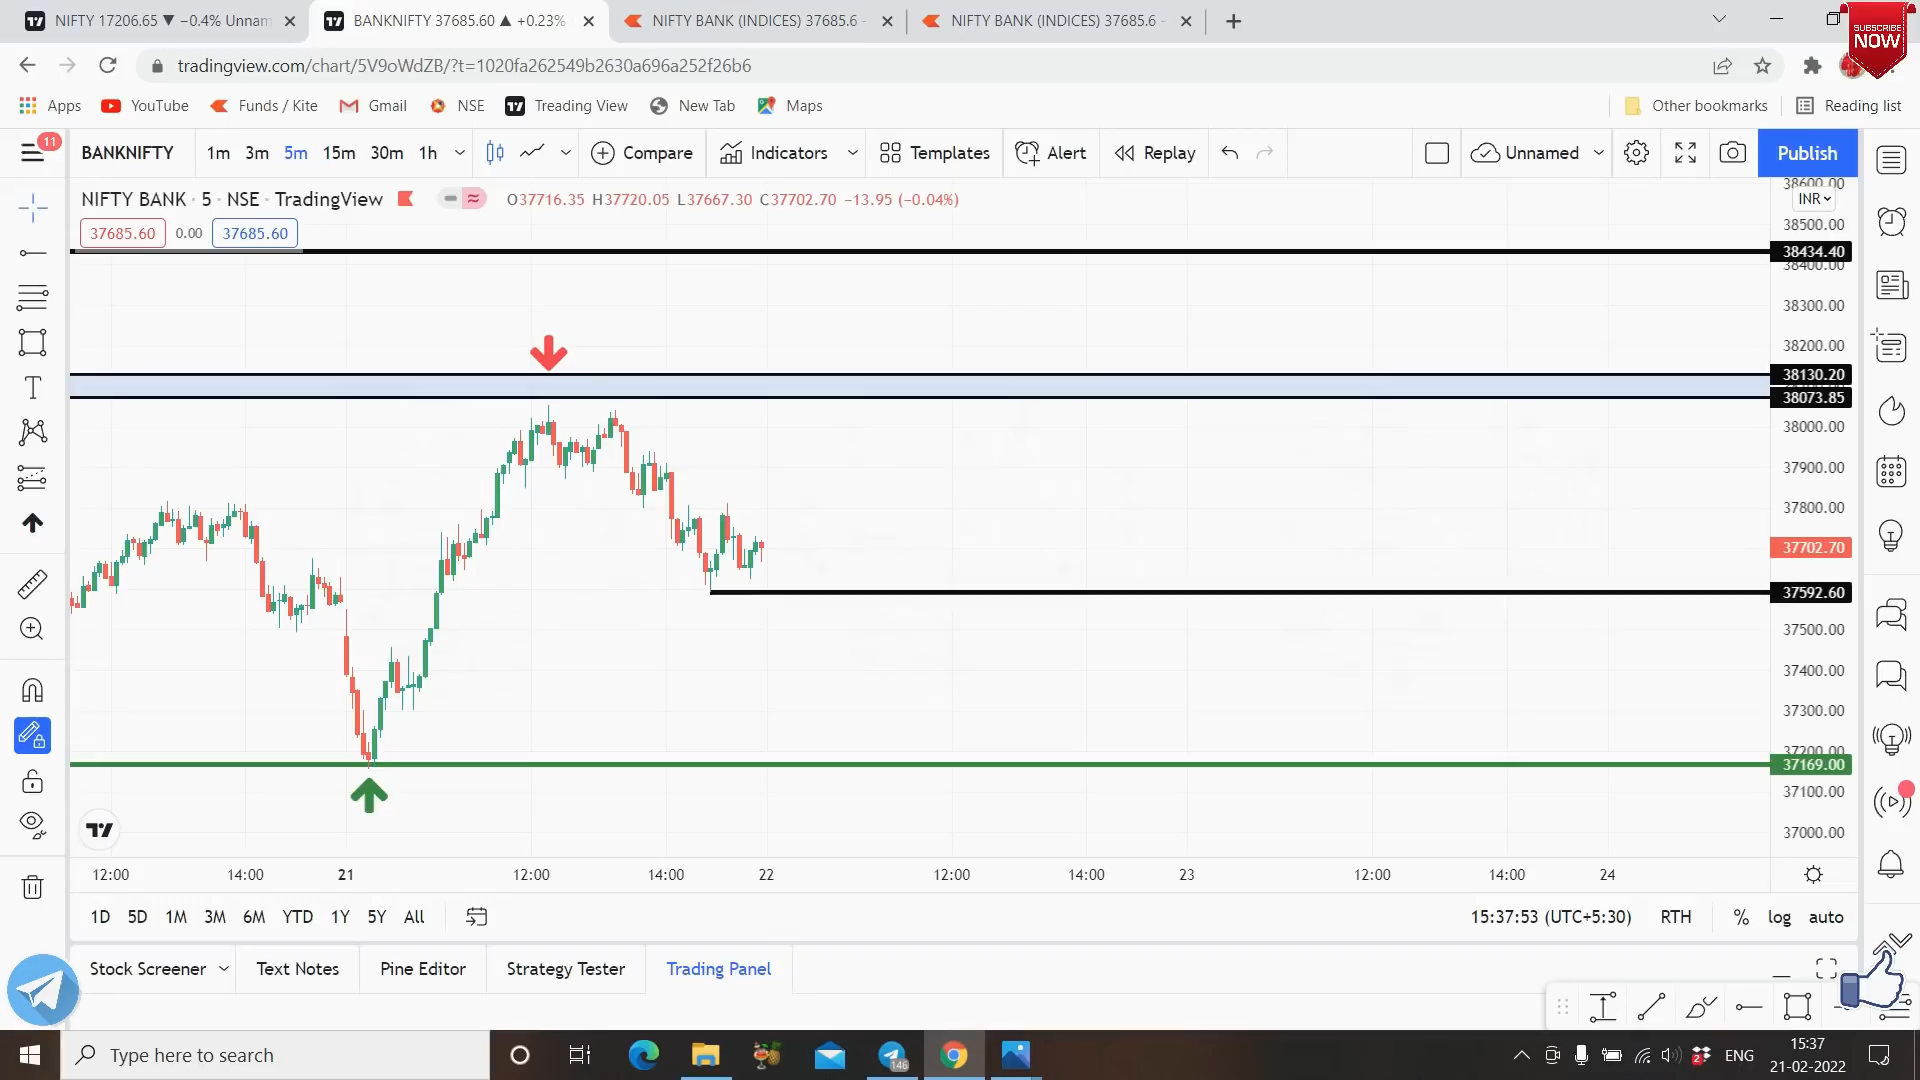 NIFTY 17206.65 ▼ −0.4% Unnam
BANKNIFTY 37685.60 ▲ +0.23%
NIFTY BANK (INDICES) 37685.6 -
NIFTY BANK (INDICES) 37685.6 -
SUBSCRIBE
NOW
tradingview.com/chart/5V9oWdZB/?t=1020fa262549b2630a696a252f26b6
Apps YouTube Funds / Kite Gmail NSE Treading View New Tab Maps Other bookmarks Reading list
11
BANKNIFTY 1m 3m 5m 15m 30m 1h Compare Indicators Templates Alert Replay Unnamed Publish
NIFTY BANK · 5 · NSE · TradingView O37716.35 H37720.05 L37667.30 C37702.70 −13.95 (−0.04%)
INR
37685.60 0.00 37685.60
38600.00
38500.00
38434.40
38400.00
38300.00
38200.00
38130.20
38073.85
38000.00
37900.00
37800.00
37702.70
37592.60
37500.00
37400.00
37300.00
37200.00
37169.00
37100.00
37000.00
12:00 14:00 21 12:00 14:00 22 12:00 14:00 23 12:00 14:00 24
1D 5D 1M 3M 6M YTD 1Y 5Y All 15:37:53 (UTC+5:30) RTH % log auto
Stock Screener Text Notes Pine Editor Strategy Tester Trading Panel
Type here to search
146
2
ENG
15:37
21-02-2022